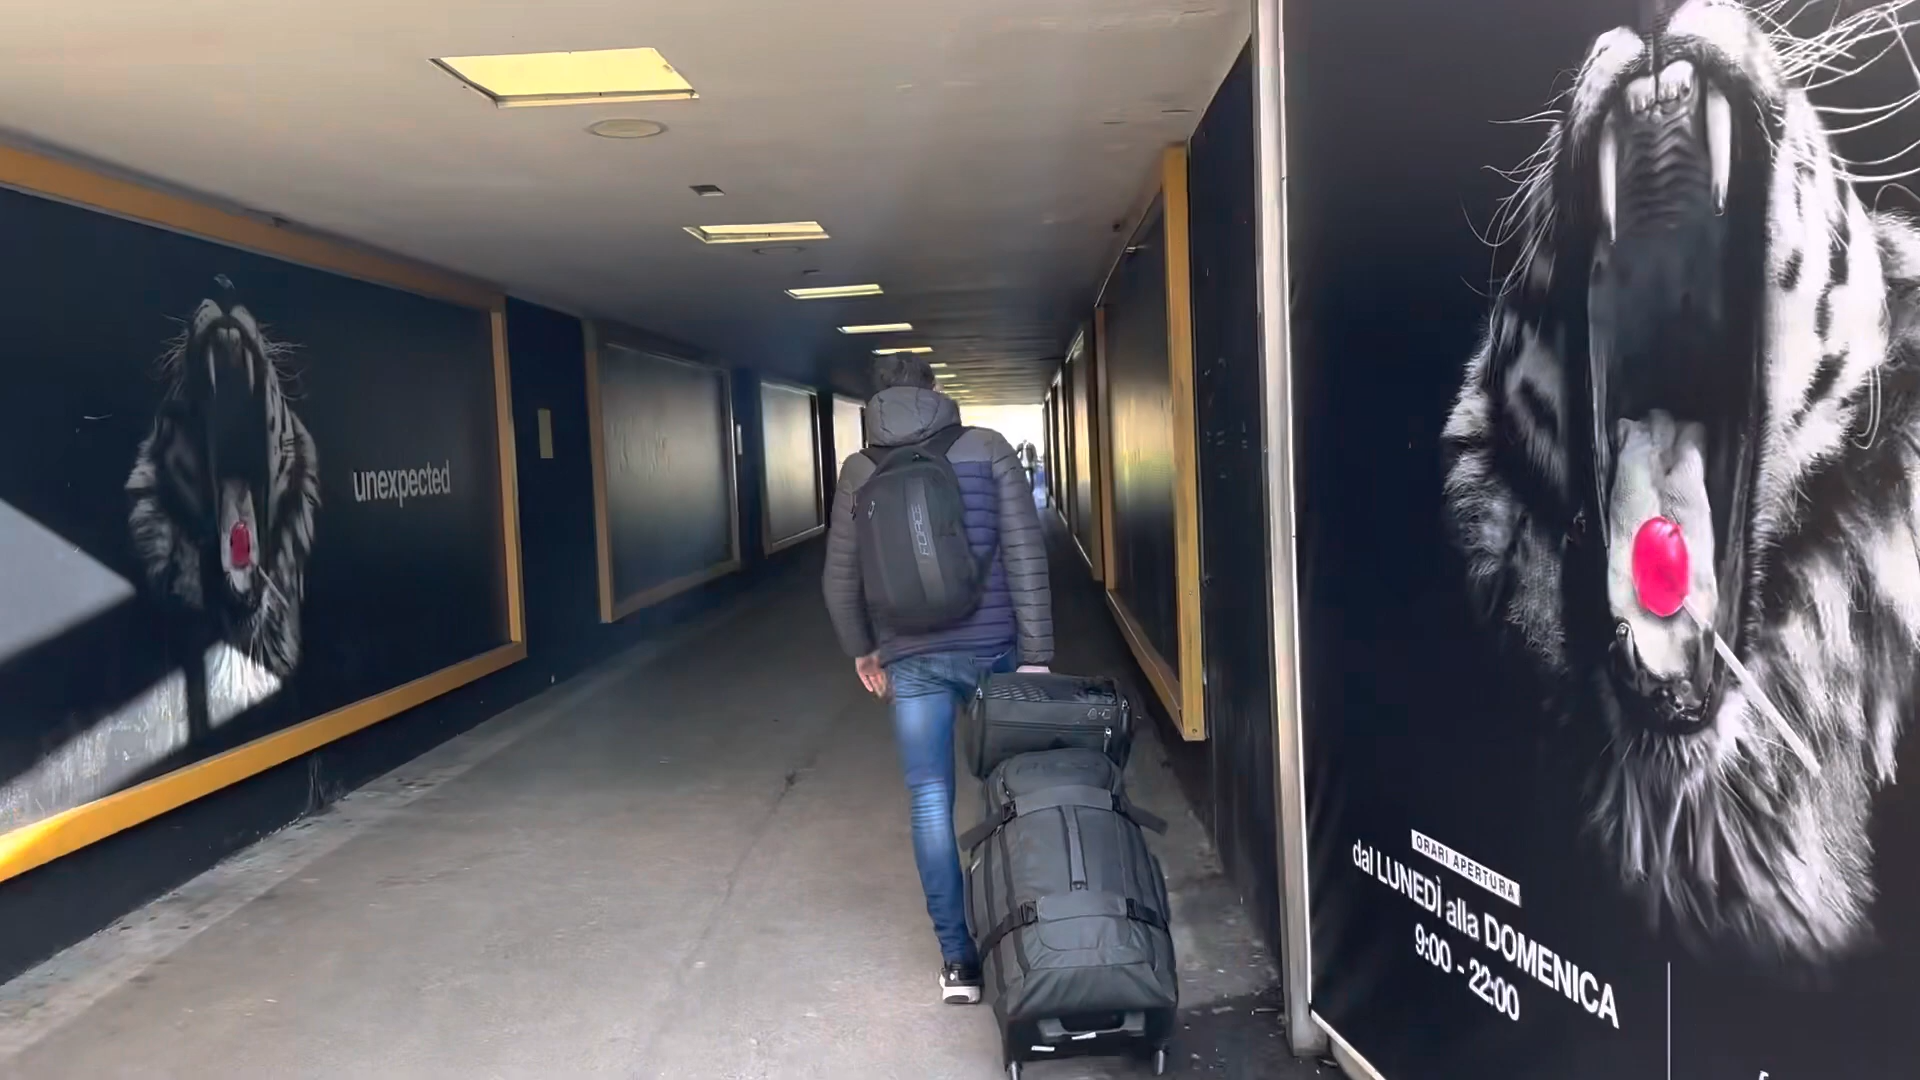 unexpected
FORCE
ORARI APERTURA
dal LUNEDÌ alla DOMENICA
9:00 - 22:00